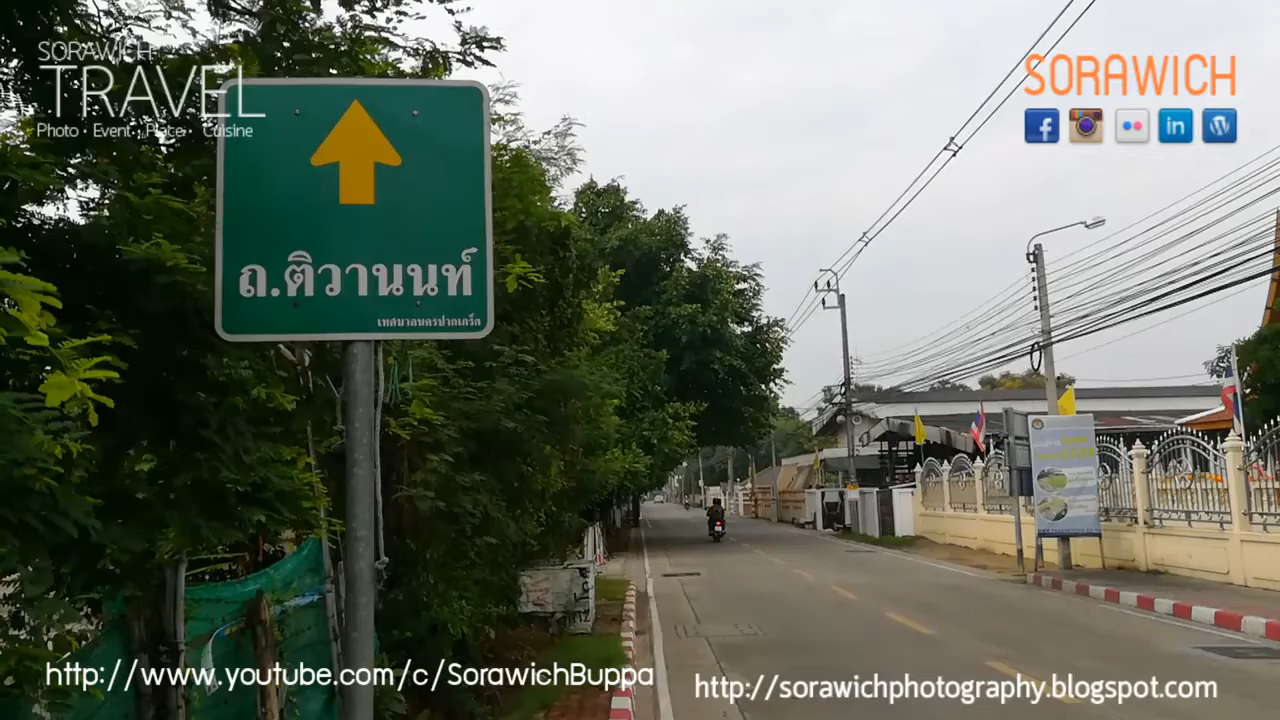 SORAWICH
TRAVEL
Photo · Event · Place · Cuisine
SORAWICH
ถ.ติวานนท์
เทศบาลนครปากเกร็ด
http://www.youtube.com/c/SorawichBuppa
http://sorawichphotography.blogspot.com